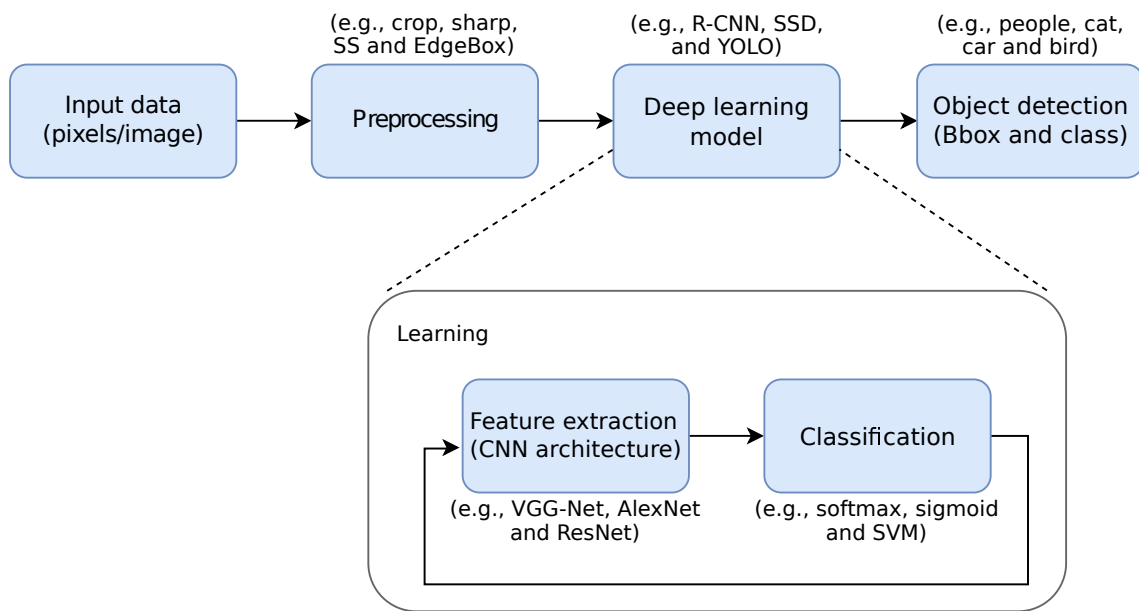 (e.g., crop, sharp,
SS and EdgeBox)
(e.g., R-CNN, SSD,
and YOLO)
(e.g., people, cat,
car and bird)
Input data
(pixels/image)
Preprocessing
Deep learning
model
Object detection
(Bbox and class)
Learning
Feature extraction
(CNN architecture)
Classification
(e.g., VGG-Net, AlexNet
and ResNet)
(e.g., softmax, sigmoid
and SVM)